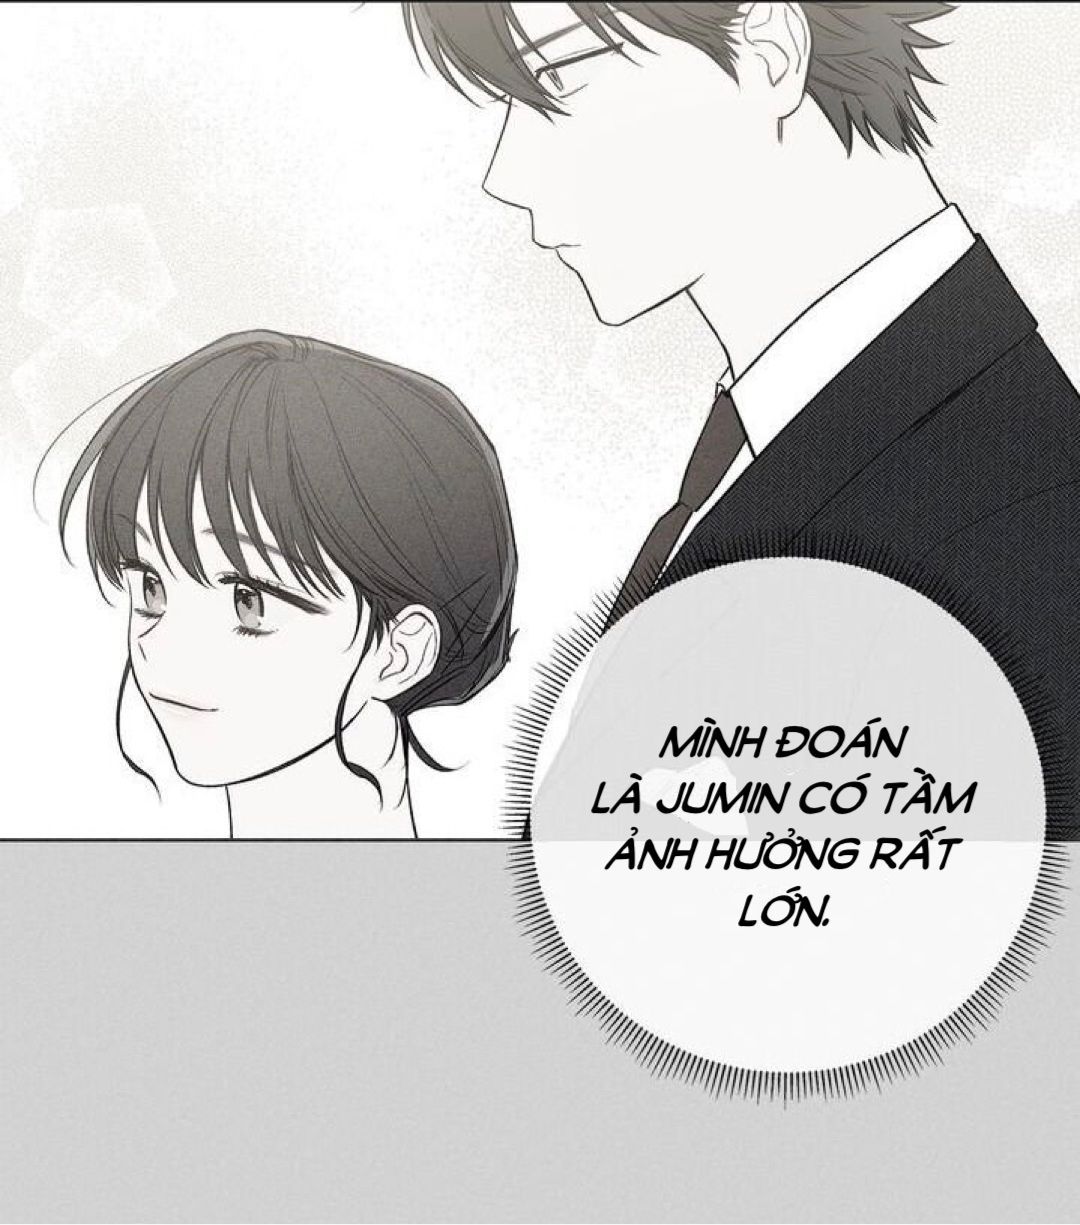 MÌNH ĐOÁN
LÀ JUMIN CÓ TẦM
ẢNH HƯỞNG RẤT
LỚN.